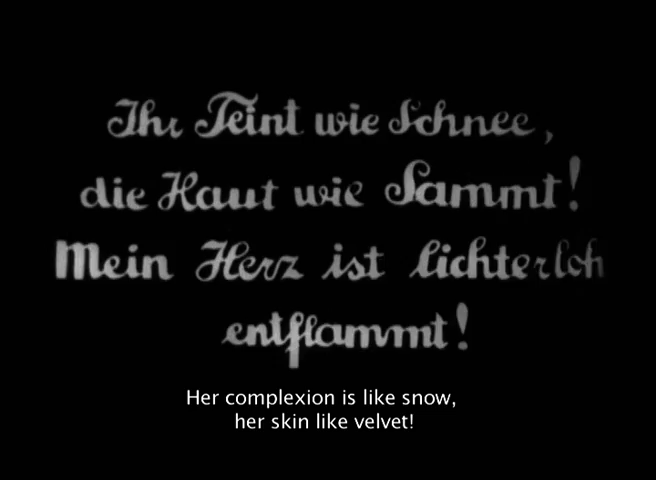 Ihr Teint wie Schnee,
die Haut wie Sammt!
Mein Herz ist lichterloh
entflammt!
Her complexion is like snow,
her skin like velvet!